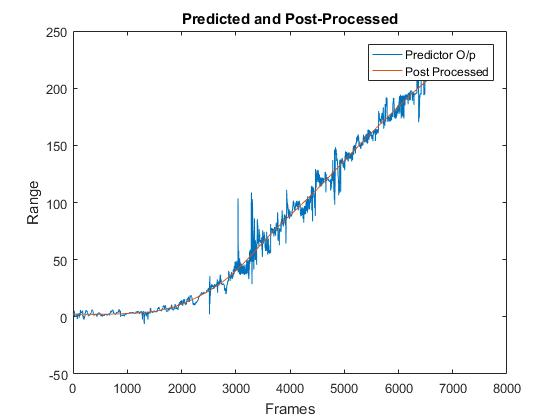 Predicted and Post-Processed
250
200
150
100
50
0
-50
Range
Predictor O/p
Post Processed
0 1000 2000 3000 4000 5000 6000 7000 8000
Frames